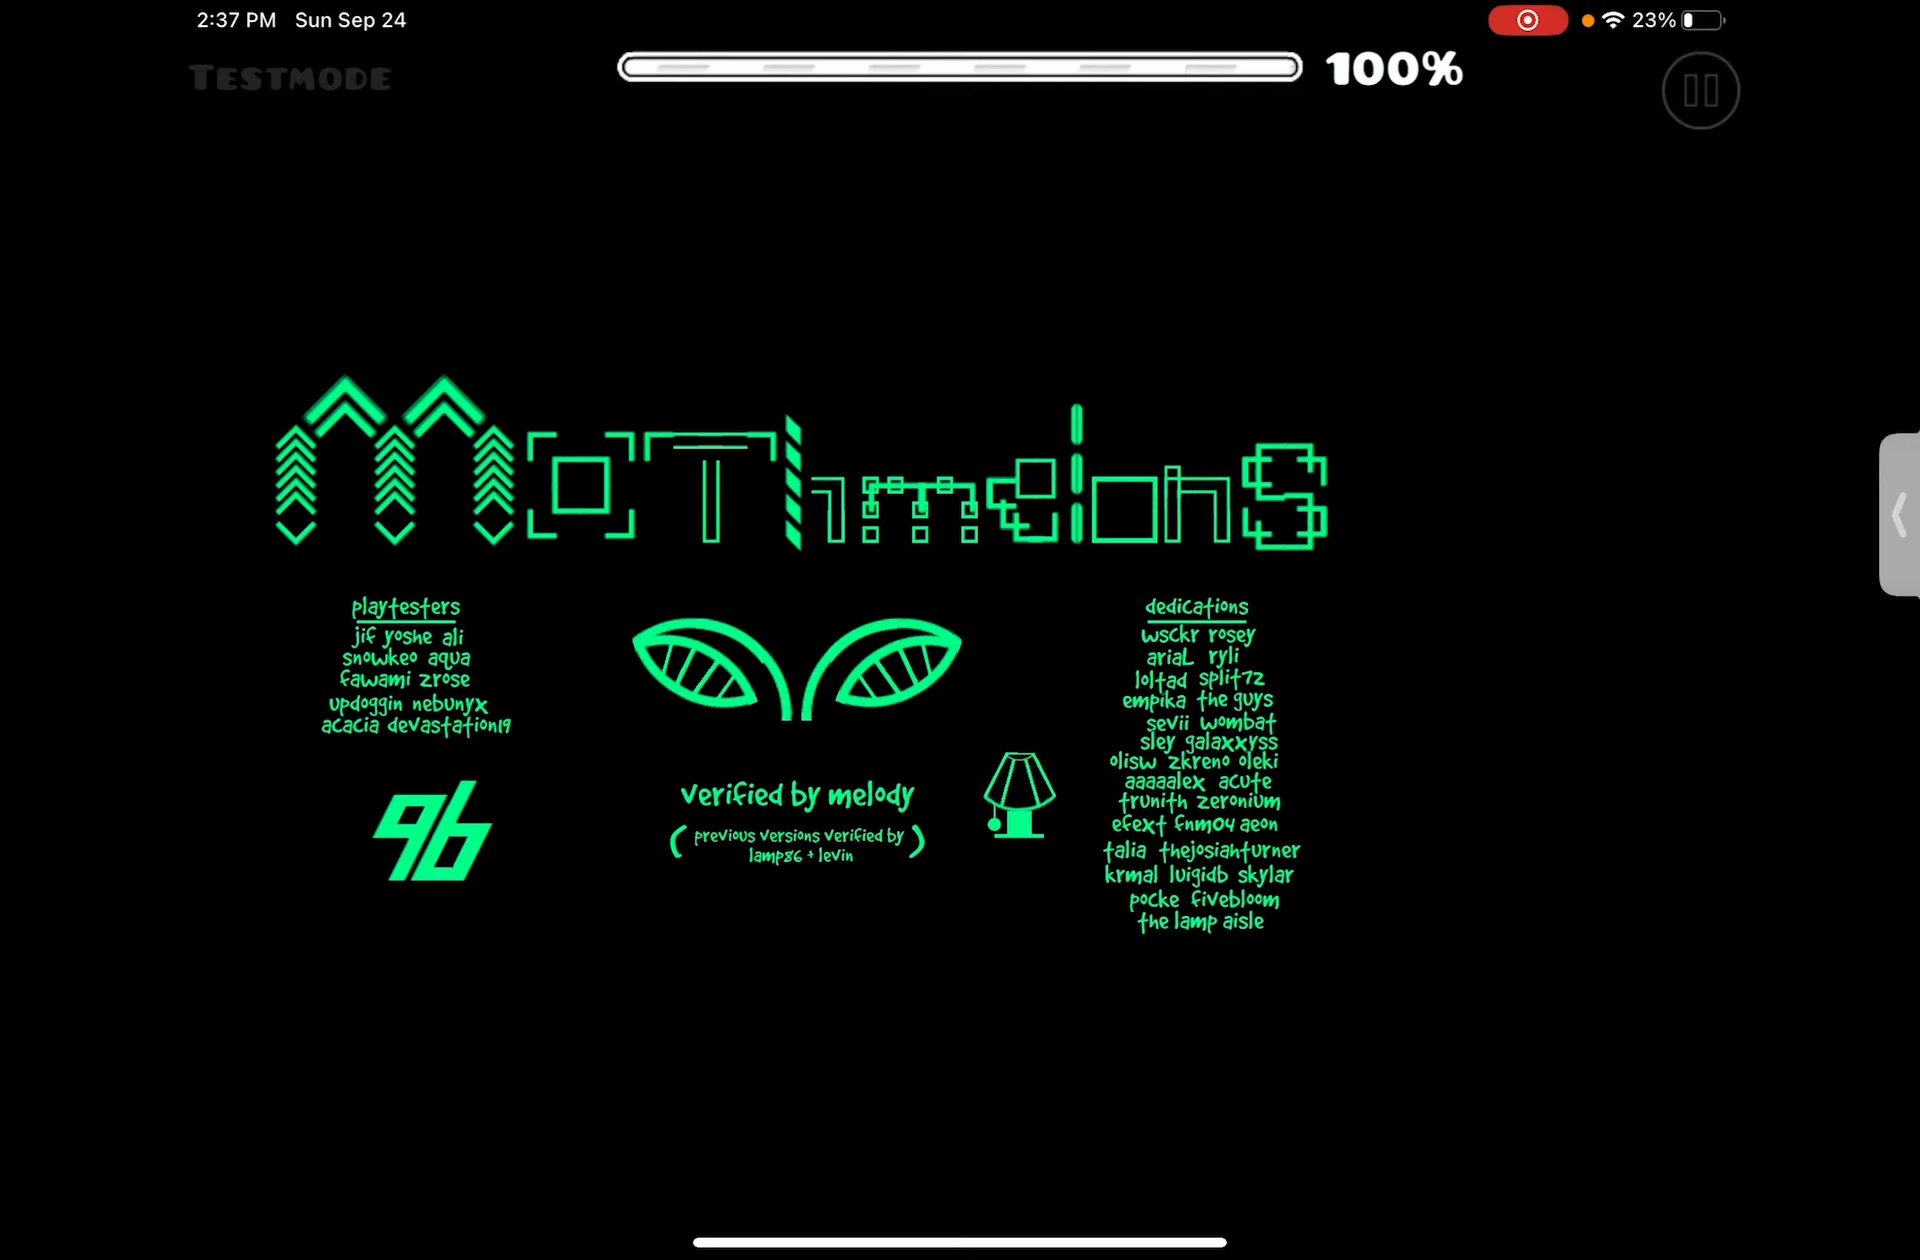 2:37 PM Sun Sep 24
23%
Testmode
100%
MoThmelons
playtesters
jif yoshe ali
snowkeo aqua
fawami zrose
updoggin nebunyx
acacia devastation19
96
verified by melody
( previous versions verified by
lamp86 + levin )
dedications
wsckr rosey
ariaL ryli
loltad split72
empika the guys
sevii wombat
sley galaxxyss
olisw zkreno oleki
aaaaalex acute
trunith zeronium
efext fnm04 aeon
talia thejosiahturner
krmal luigidb skylar
pocke fivebloom
the lamp aisle